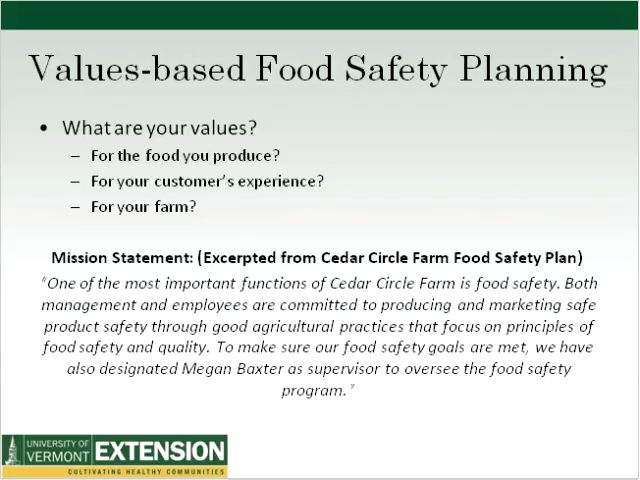 Values-based Food Safety Planning
• What are your values?
– For the food you produce?
– For your customer's experience?
– For your farm?
Mission Statement: (Excerpted from Cedar Circle Farm Food Safety Plan)
"One of the most important functions of Cedar Circle Farm is food safety. Both
management and employees are committed to producing and marketing safe
product safety through good agricultural practices that focus on principles of
food safety and quality. To make sure our food safety goals are met, we have
also designated Megan Baxter as supervisor to oversee the food safety
program."
UNIVERSITY OF
VERMONT EXTENSION
CULTIVATING HEALTHY COMMUNITIES